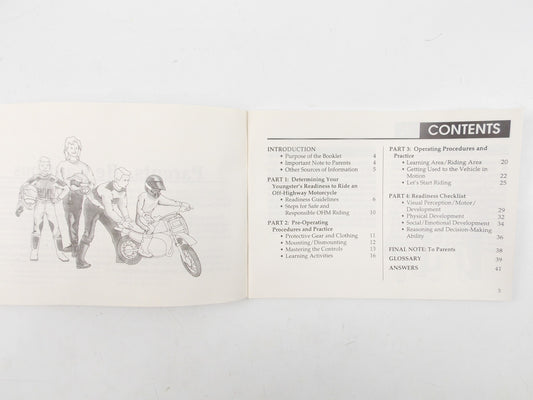 CONTENTS
INTRODUCTION
• Purpose of the Booklet 4
• Important Note to Parents 4
• Other Sources of Information 5
PART 1: Determining Your
Youngster's Readiness to Ride an
Off-Highway Motorcycle
• Readiness Guidelines 6
• Steps for Safe and
Responsible OHM Riding 10
PART 2: Pre-Operating
Procedures and Practice
• Protective Gear and Clothing 11
• Mounting/Dismounting 12
• Mastering the Controls 13
• Learning Activities 16
PART 3: Operating Procedures and
Practice
• Learning Area/Riding Area 20
• Getting Used to the Vehicle in
Motion 22
• Let's Start Riding 25
PART 4: Readiness Checklist
• Visual Perception/Motor/
Development 29
• Physical Development 32
• Social/Emotional Development 34
• Reasoning and Decision-Making
Ability 36
FINAL NOTE: To Parents 38
GLOSSARY 39
ANSWERS 41
3